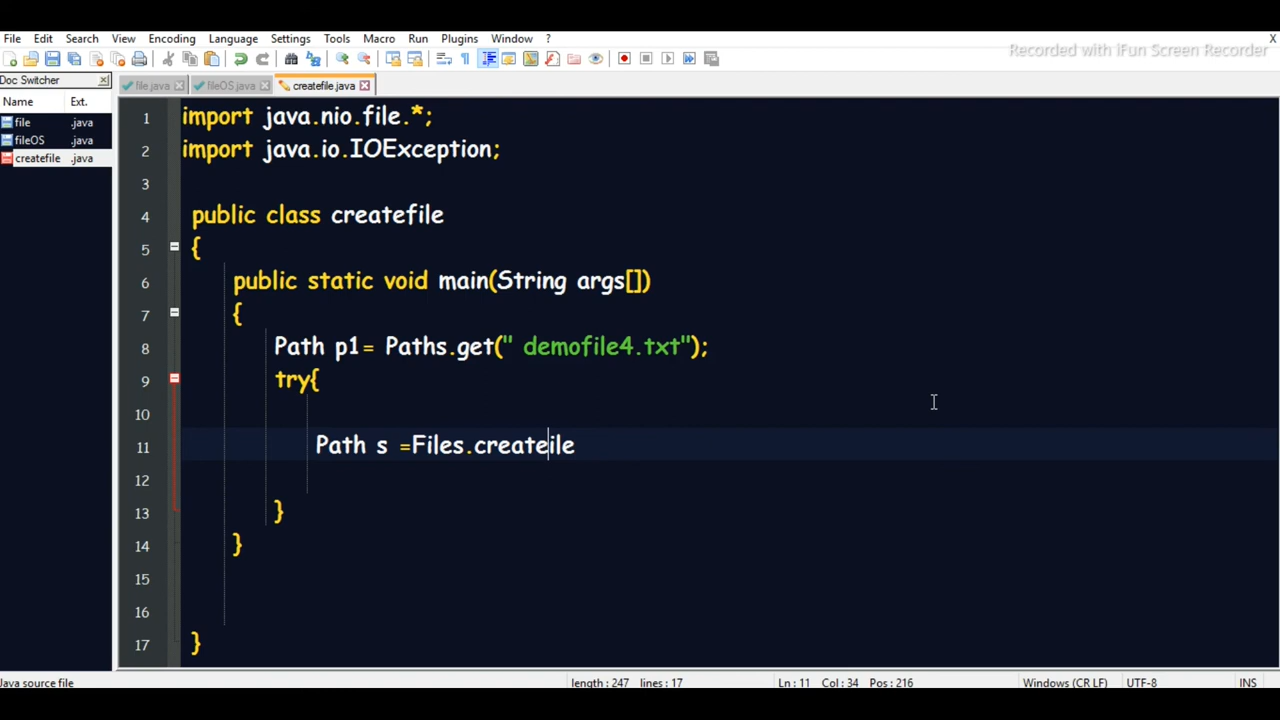 File Edit Search View Encoding Language Settings Tools Macro Run Plugins Window ? X
Recorded with iFun Screen Recorder
Doc Switcher
file.java fileOS.java createfile.java
Name Ext.
file .java
fileOS .java
createfile .java
1 import java.nio.file.*;
2 import java.io.IOException;
3
4 public class createfile
5 {
6 public static void main(String args[])
7 {
8 Path p1= Paths.get(" demofile4.txt");
9 try{
10
11 Path s =Files.createile
12
13 }
14 }
15
16
17 }
Java source file length : 247 lines : 17 Ln : 11 Col : 34 Pos : 216 Windows (CR LF) UTF-8 INS